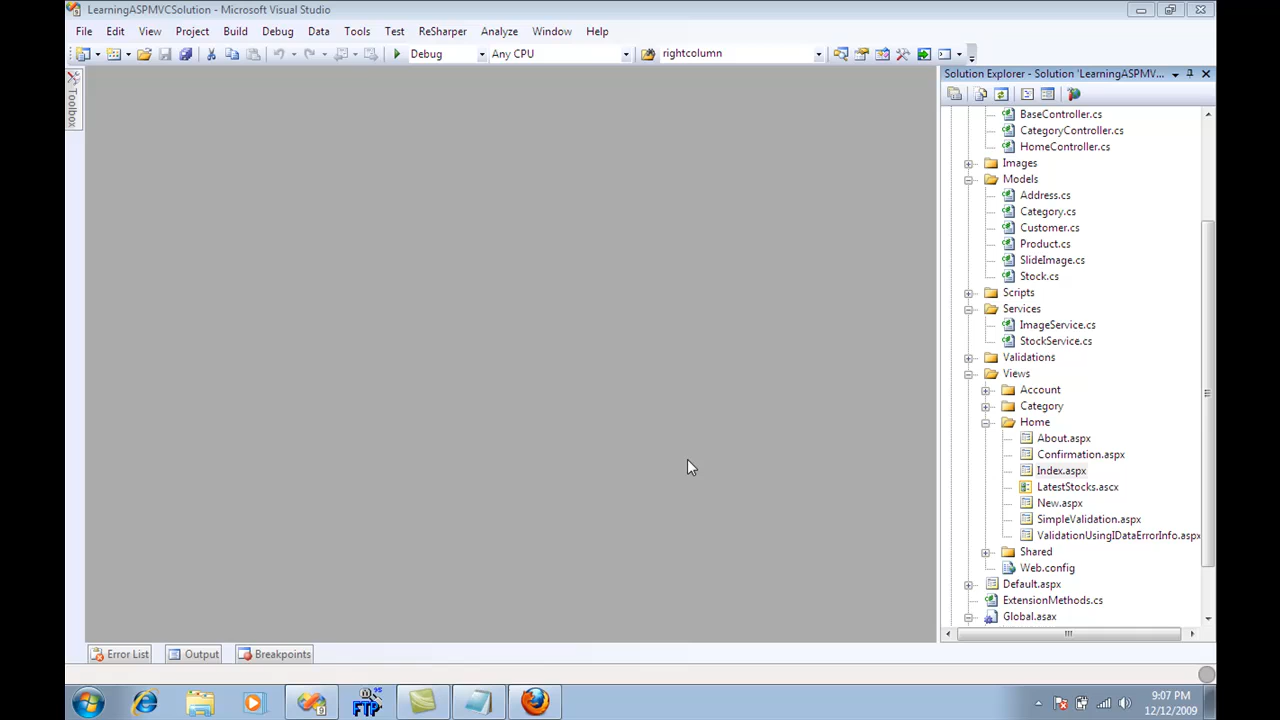 LearningASPMVCSolution - Microsoft Visual Studio
File Edit View Project Build Debug Data Tools Test ReSharper Analyze Window Help
Debug Any CPU rightcolumn
Toolbox
Solution Explorer - Solution 'LearningASPMV...
BaseController.cs
CategoryController.cs
HomeController.cs
Images
Models
Address.cs
Category.cs
Customer.cs
Product.cs
SlideImage.cs
Stock.cs
Scripts
Services
ImageService.cs
StockService.cs
Validations
Views
Account
Category
Home
About.aspx
Confirmation.aspx
Index.aspx
LatestStocks.ascx
New.aspx
SimpleValidation.aspx
ValidationUsingIDataErrorInfo.aspx
Shared
Web.config
Default.aspx
ExtensionMethods.cs
Global.asax
Error List Output Breakpoints
FTP
9:07 PM
12/12/2009